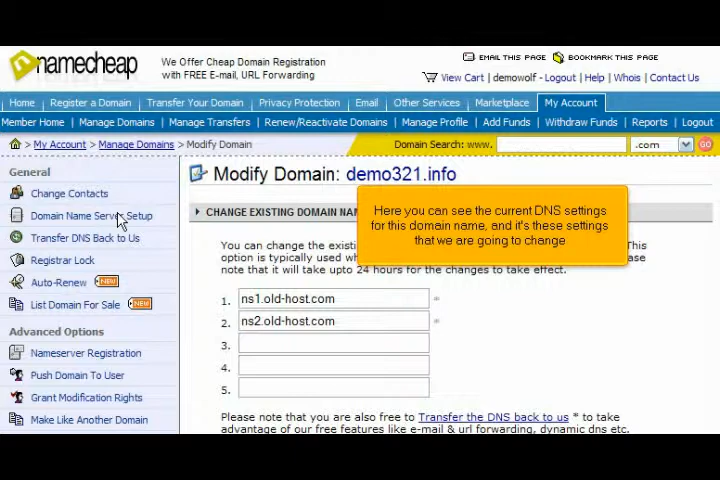 namecheap
We Offer Cheap Domain Registration
with FREE E-mail, URL Forwarding
EMAIL THIS PAGE BOOKMARK THIS PAGE
View Cart | demowolf - Logout | Help | Whois | Contact Us
Home Register a Domain Transfer Your Domain Privacy Protection Email Other Services Marketplace My Account
Member Home | Manage Domains | Manage Transfers | Renew/Reactivate Domains | Manage Profile | Add Funds | Withdraw Funds | Reports | Logout
> My Account > Manage Domains > Modify Domain
Domain Search: www. .com GO
General
Change Contacts
Domain Name Server Setup
Transfer DNS Back to Us
Registrar Lock
Auto-Renew NEW
List Domain For Sale NEW
Advanced Options
Nameserver Registration
Push Domain To User
Grant Modification Rights
Make Like Another Domain
Modify Domain: demo321.info
CHANGE EXISTING DOMAIN
Here you can see the current DNS settings
for this domain name, and it's these settings
that we are going to change
You can change the This
option is typically used
note that it will take upto 24 hours for the changes to take effect.
1. ns1.old-host.com *
2. ns2.old-host.com *
3.
4.
5.
Please note that you are also free to Transfer the DNS back to us * to take
advantage of our free features like e-mail & url forwarding, dynamic dns etc.